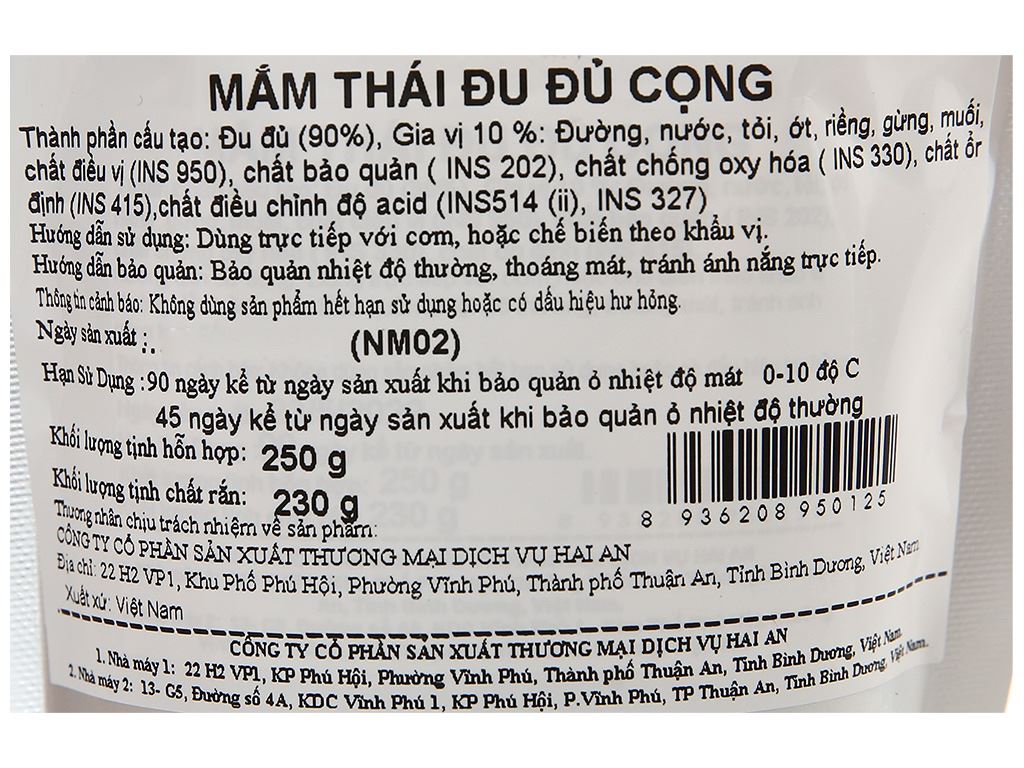 MẮM THÁI ĐU ĐỦ CỌNG
Thành phần cấu tạo: Đu đủ (90%), Gia vị 10 %: Đường, nước, tỏi, ớt, riềng, gừng, muối,
chất điều vị (INS 950), chất bảo quản ( INS 202), chất chống oxy hóa ( INS 330), chất ổr
định (INS 415),chất điều chỉnh độ acid (INS514 (ii), INS 327)
Hướng dẫn sử dụng: Dùng trực tiếp với cơm, hoặc chế biến theo khẩu vị.
Hướng dẫn bảo quản: Bảo quản nhiệt độ thường, thoáng mát, tránh ánh nắng trực tiếp.
Thông tin cảnh báo: Không dùng sản phẩm hết hạn sử dụng hoặc có dấu hiệu hư hỏng.
Ngày sản xuất :. (NM02)
Hạn Sử Dụng : 90 ngày kể từ ngày sản xuất khi bảo quản ỏ nhiệt độ mát 0-10 độ C
45 ngày kể từ ngày sản xuất khi bảo quản ỏ nhiệt độ thường
Khối lượng tịnh hỗn hợp: 250 g
Khối lượng tịnh chất rắn: 230 g
8 936208 950125
Thương nhân chịu trách nhiệm về sản phẩm:
CÔNG TY CỔ PHẦN SẢN XUẤT THƯƠNG MẠI DỊCH VỤ HAI AN
Địa chỉ: 22 H2 VP1, Khu Phố Phú Hội, Phường Vĩnh Phú, Thành phố Thuận An, Tỉnh Bình Dương, Việt Nam
Xuất xứ: Việt Nam
CÔNG TY CỔ PHẦN SẢN XUẤT THƯƠNG MẠI DỊCH VỤ HAI AN
1. Nhà máy 1: 22 H2 VP1, KP Phú Hội, Phường Vĩnh Phú, Thành phố Thuận An, Tỉnh Bình Dương, Việt Nam.
2. Nhà máy 2: 13- G5, Đường số 4A, KDC Vĩnh Phú 1, KP Phú Hội, P.Vĩnh Phú, TP Thuận An, Tỉnh Bình Dương, Việt Nam.